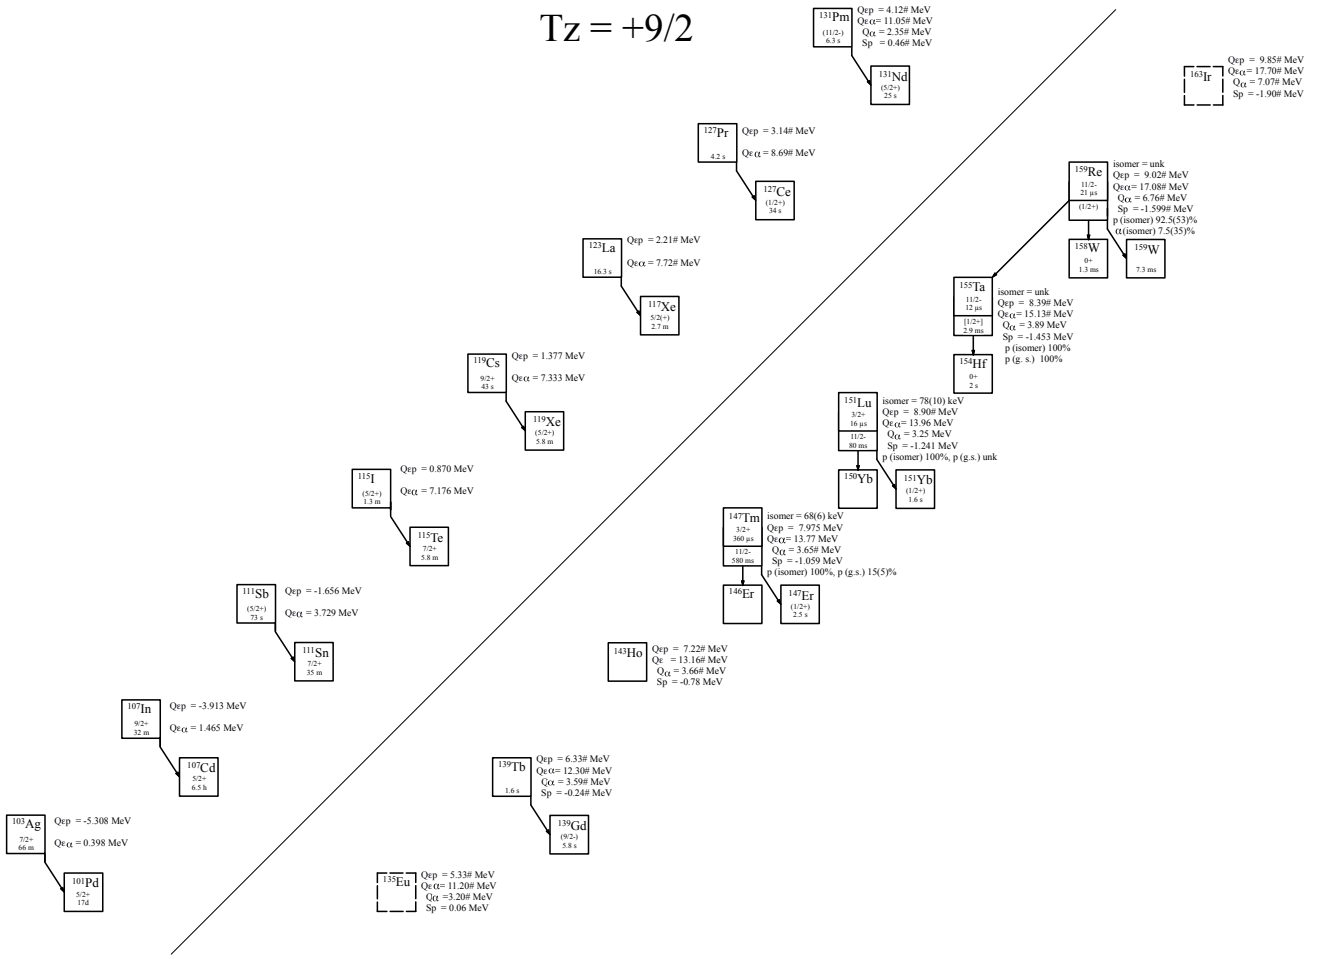 Tz = +9/2
131Pm
(11/2-)
6.3 s
Qεp = 4.12# MeV
Qεα= 11.05# MeV
Qα = 2.35# MeV
Sp = 0.46# MeV
131Nd
(5/2+)
25 s
163Ir
Qεp = 9.85# MeV
Qεα= 17.70# MeV
Qα = 7.07# MeV
Sp = -1.90# MeV
127Pr
4.2 s
Qεp = 3.14# MeV
Qεα = 8.69# MeV
127Ce
(1/2+)
34 s
159Re
11/2-
21 μs
(1/2+)
isomer = unk
Qεp = 9.02# MeV
Qεα= 17.08# MeV
Qα = 6.76# MeV
Sp = -1.599# MeV
p (isomer) 92.5(53)%
α(isomer) 7.5(35)%
158W
0+
1.3 ms
159W
7.3 ms
123La
16.3 s
Qεp = 2.21# MeV
Qεα = 7.72# MeV
117Xe
5/2(+)
2.7 m
155Ta
11/2-
12 μs
[1/2+]
2.9 ms
isomer = unk
Qεp = 8.39# MeV
Qεα= 15.13# MeV
Qα = 3.89 MeV
Sp = -1.453 MeV
p (isomer) 100%
p (g. s.) 100%
154Hf
0+
2 s
119Cs
9/2+
43 s
Qεp = 1.377 MeV
Qεα = 7.333 MeV
119Xe
(5/2+)
5.8 m
151Lu
3/2+
16 μs
11/2-
80 ms
isomer = 78(10) keV
Qεp = 8.90# MeV
Qεα= 13.96 MeV
Qα = 3.25 MeV
Sp = -1.241 MeV
p (isomer) 100%, p (g.s.) unk
150Yb
151Yb
(1/2+)
1.6 s
115I
(5/2+)
1.3 m
Qεp = 0.870 MeV
Qεα = 7.176 MeV
115Te
7/2+
5.8 m
147Tm
3/2+
360 μs
11/2-
580 ms
isomer = 68(6) keV
Qεp = 7.975 MeV
Qεα= 13.77 MeV
Qα = 3.65# MeV
Sp = -1.059 MeV
p (isomer) 100%, p (g.s.) 15(5)%
146Er
147Er
(1/2+)
2.5 s
111Sb
(5/2+)
73 s
Qεp = -1.656 MeV
Qεα = 3.729 MeV
111Sn
7/2+
35 m
143Ho
Qεp = 7.22# MeV
Qε = 13.16# MeV
Qα = 3.66# MeV
Sp = -0.78 MeV
107In
9/2+
32 m
Qεp = -3.913 MeV
Qεα = 1.465 MeV
107Cd
5/2+
6.5 h
139Tb
1.6 s
Qεp = 6.33# MeV
Qεα= 12.30# MeV
Qα = 3.59# MeV
Sp = -0.24# MeV
139Gd
(9/2-)
5.8 s
103Ag
7/2+
66 m
Qεp = -5.308 MeV
Qεα = 0.398 MeV
101Pd
5/2+
17d
135Eu
Qεp = 5.33# MeV
Qεα= 11.20# MeV
Qα =3.20# MeV
Sp = 0.06 MeV